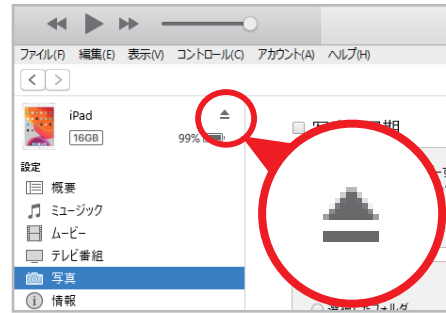 ファイル(F) 編集(E) 表示(V) コントロール(C) アカウント(A) ヘルプ(H)
iPad
16GB 99%
設定
概要
ミュージック
ムービー
テレビ番組
写真
情報